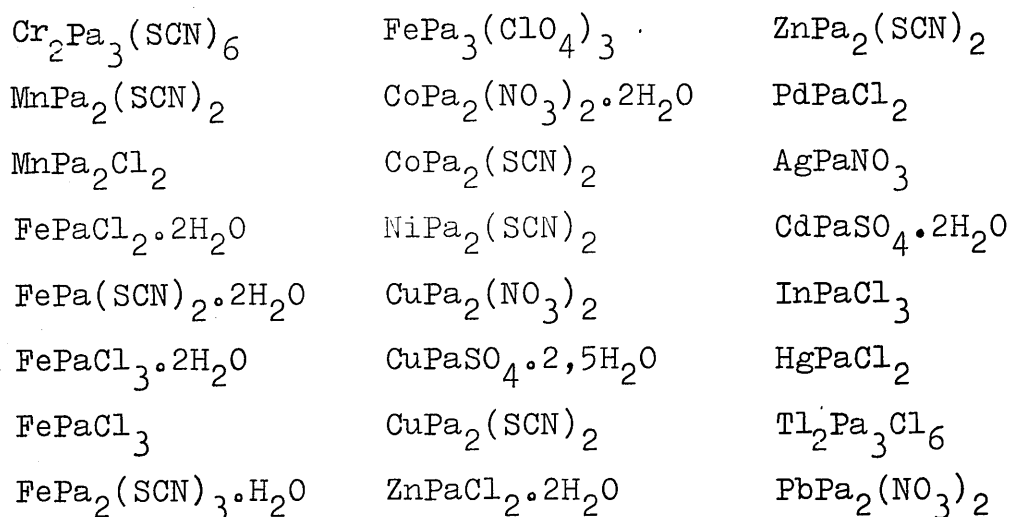 Cr₂Pa₃(SCN)₆ FePa₃(ClO₄)₃ ZnPa₂(SCN)₂
MnPa₂(SCN)₂ CoPa₂(NO₃)₂.2H₂O PdPaCl₂
MnPa₂Cl₂ CoPa₂(SCN)₂ AgPaNO₃
FePaCl₂.2H₂O NiPa₂(SCN)₂ CdPaSO₄.2H₂O
FePa(SCN)₂.2H₂O CuPa₂(NO₃)₂ InPaCl₃
FePaCl₃.2H₂O CuPaSO₄.2,5H₂O HgPaCl₂
FePaCl₃ CuPa₂(SCN)₂ Tl₂Pa₃Cl₆
FePa₂(SCN)₃.H₂O ZnPaCl₂.2H₂O PbPa₂(NO₃)₂